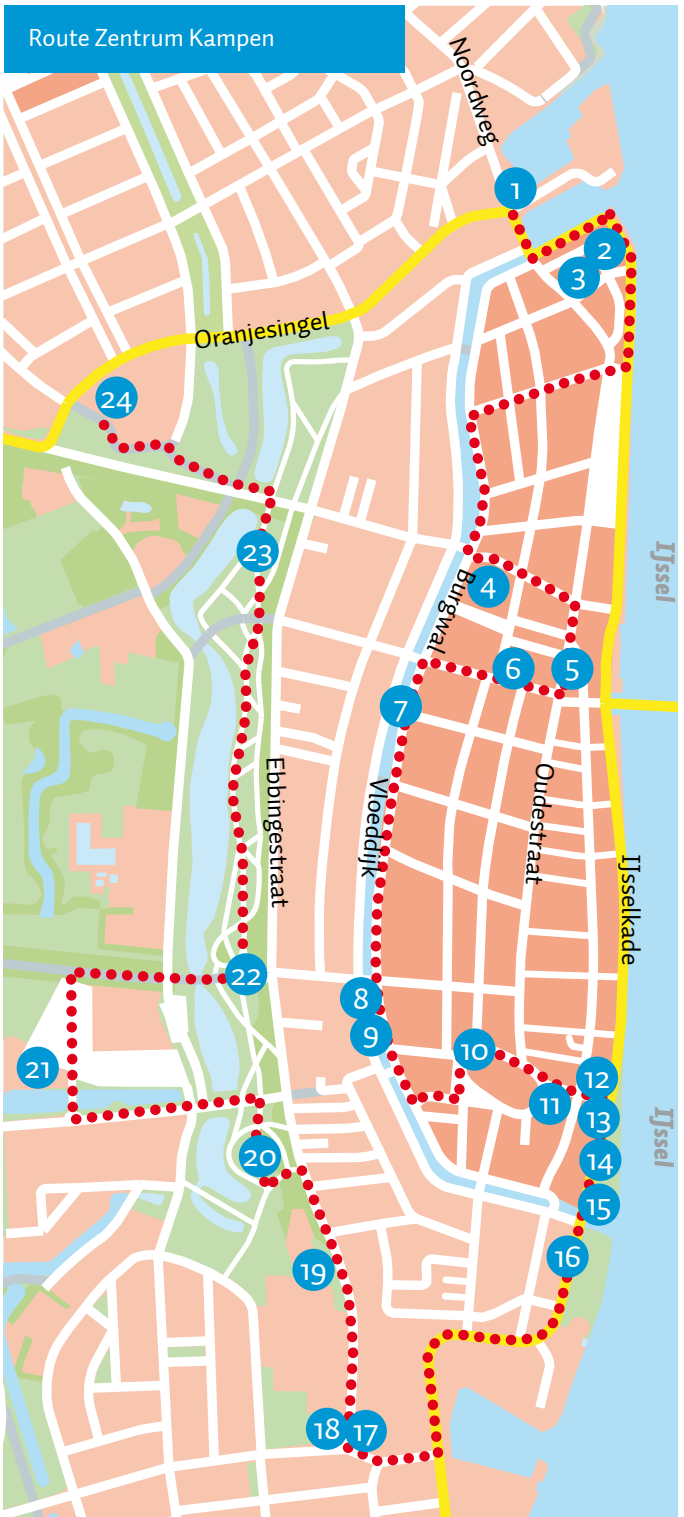 Route Zentrum Kampen
Noordweg
1
2
3
Oranjesingel
24
23
IJssel
Burgwal
4
6
5
7
Ebbingestraat
Vloeddijk
Oudestraat
IJsselkade
22
8
9
10
21
12
11
13
IJssel
20
14
15
16
19
18
17